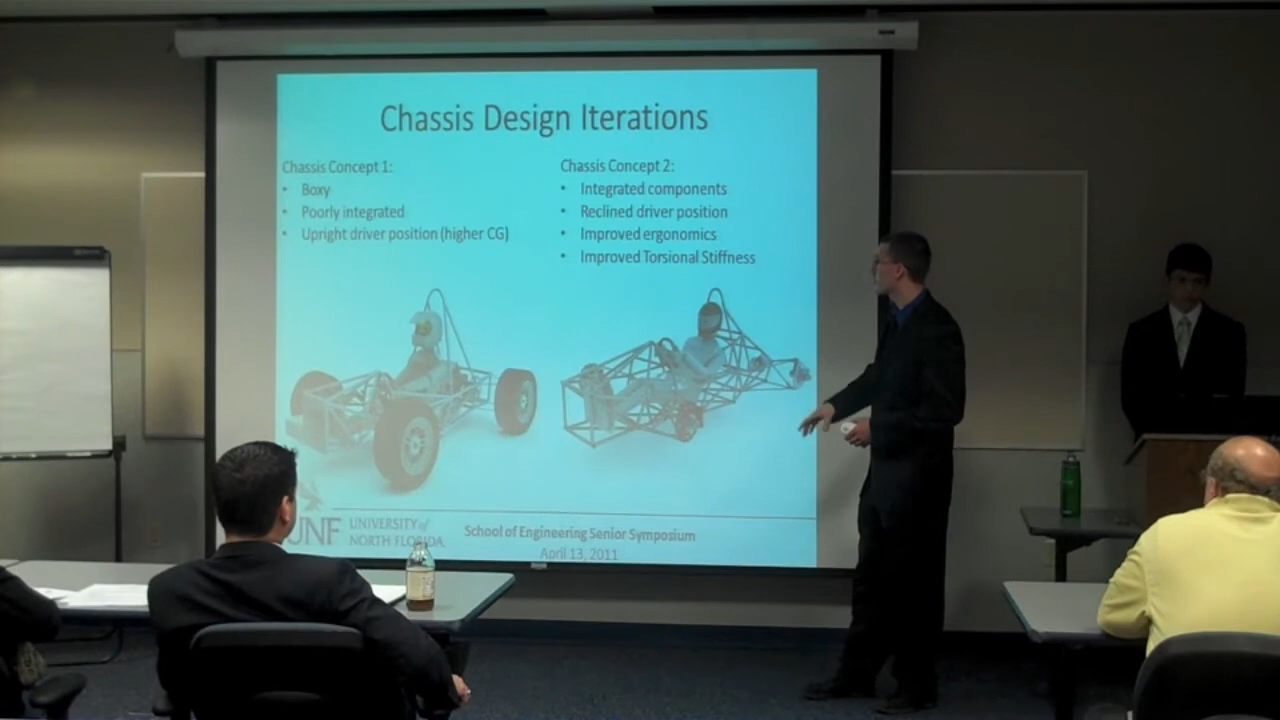 Chassis Design Iterations
Chassis Concept 1:
• Boxy
• Poorly integrated
• Upright driver position (higher CG)
Chassis Concept 2:
• Integrated components
• Reclined driver position
• Improved ergonomics
• Improved Torsional Stiffness
UNF
UNIVERSITY of
NORTH FLORIDA
School of Engineering Senior Symposium
April 13, 2011